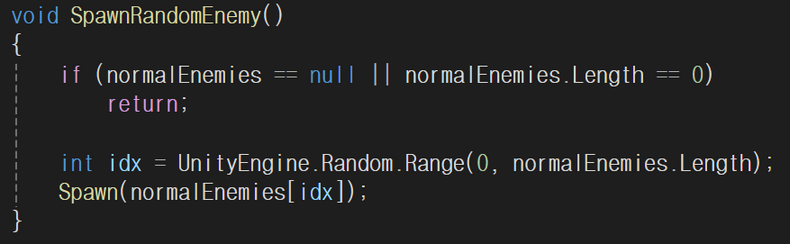 void SpawnRandomEnemy()
{
if (normalEnemies == null || normalEnemies.Length == 0)
return;
int idx = UnityEngine.Random.Range(0, normalEnemies.Length);
Spawn(normalEnemies[idx]);
}